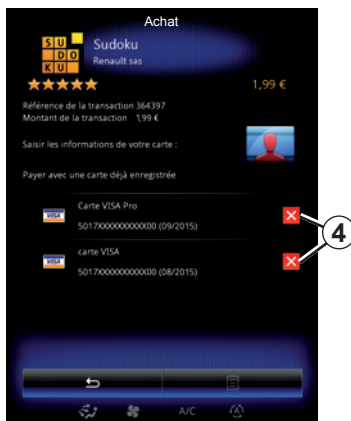 Achat
SU
DO
KU
Sudoku
Renault sas
1,99 €
Référence de la transaction 364397
Montant de la transaction 1,99 €
Saisir les informations de votre carte :
Payer avec une carte déjà enregistrée
Carte VISA Pro
VISA
5017XXXXXXXXXX00 (09/2015)
carte VISA
VISA
5017XXXXXXXXXX00 (08/2015)
4
A/C
A